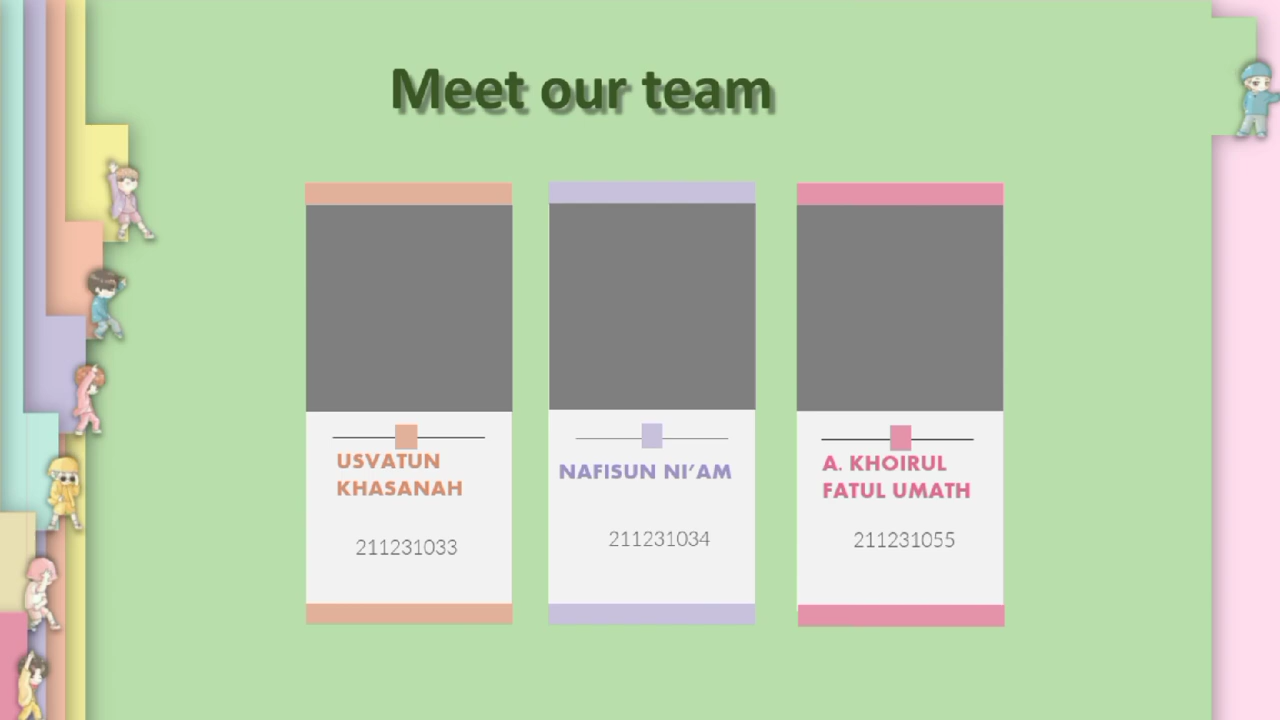 Meet our team
USVATUN
KHASANAH
211231033
NAFISUN NI’AM
211231034
A. KHOIRUL
FATUL UMATH
211231055